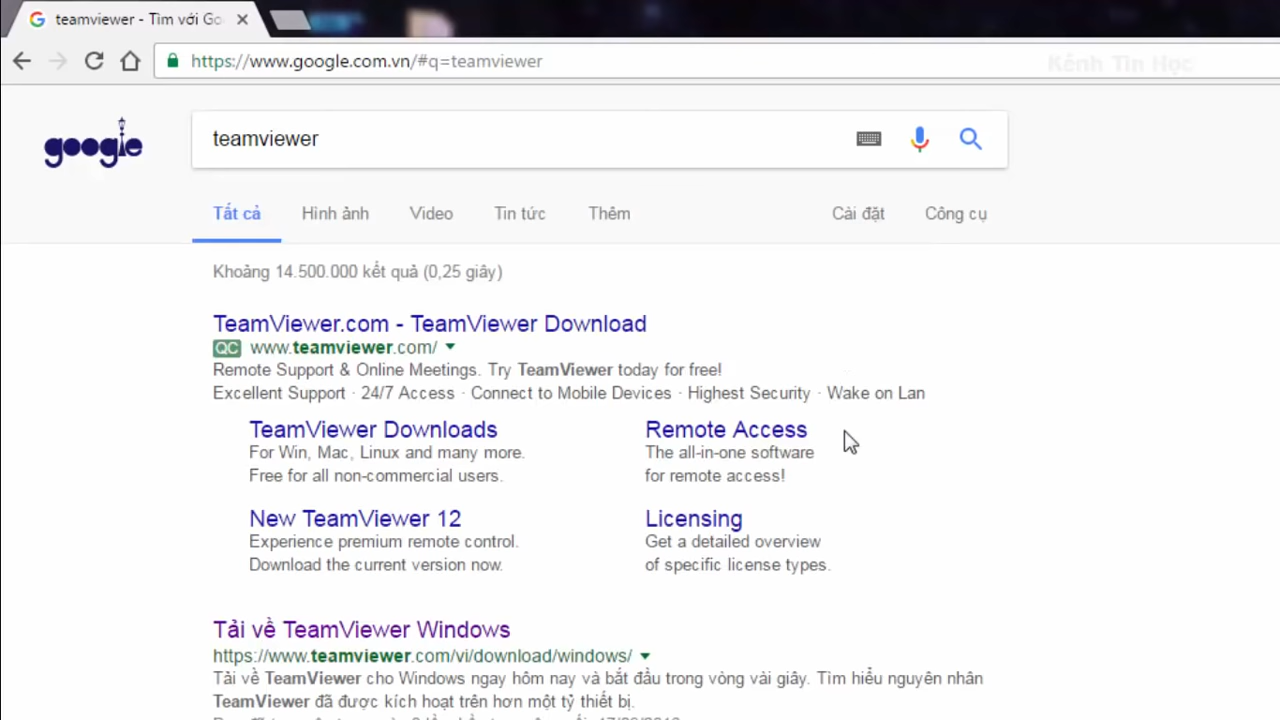 teamviewer - Tìm với Go
https://www.google.com.vn/#q=teamviewer
Kênh Tin Học
google
teamviewer
Tất cả Hình ảnh Video Tin tức Thêm Cài đặt Công cụ
Khoảng 14.500.000 kết quả (0,25 giây)
TeamViewer.com - TeamViewer Download
QC www.teamviewer.com/
Remote Support & Online Meetings. Try TeamViewer today for free!
Excellent Support · 24/7 Access · Connect to Mobile Devices · Highest Security · Wake on Lan
TeamViewer Downloads
For Win, Mac, Linux and many more.
Free for all non-commercial users.
Remote Access
The all-in-one software
for remote access!
New TeamViewer 12
Experience premium remote control.
Download the current version now.
Licensing
Get a detailed overview
of specific license types.
Tải về TeamViewer Windows
https://www.teamviewer.com/vi/download/windows/
Tải về TeamViewer cho Windows ngay hôm nay và bắt đầu trong vòng vài giây. Tìm hiểu nguyên nhân
TeamViewer đã được kích hoạt trên hơn một tỷ thiết bị.